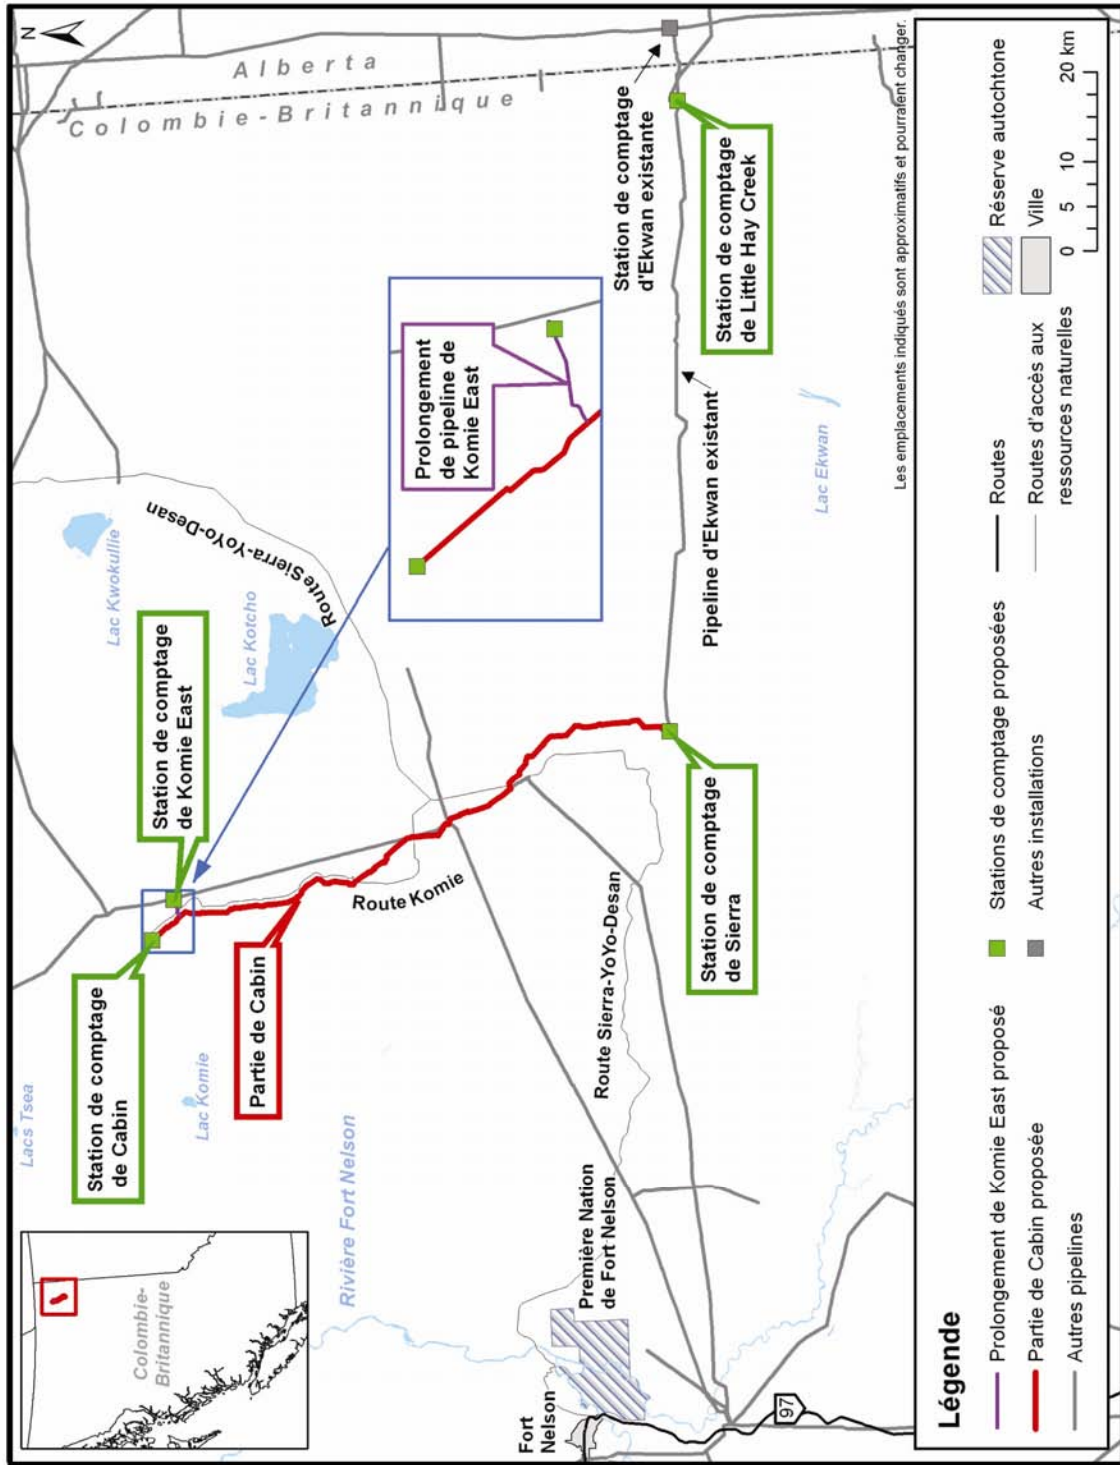 N
Alberta
Colombie-Britannique
Colombie-
Britannique
Lacs Tsea
Station de comptage
de Cabin
Station de comptage
de Komie East
Lac Kwokullie
Lac Komie
Lac Kotcho
Route Sierra-YoYo-Desan
Partie de Cabin
Route Komie
Rivière Fort Nelson
Prolongement
de pipeline de
Komie East
Fort
Nelson
Première Nation
de Fort Nelson
Route Sierra-YoYo-Desan
Station de comptage
de Sierra
Pipeline d'Ekwan existant
Station de comptage
d'Ekwan existante
Station de comptage
de Little Hay Creek
Lac Ekwan
97
Les emplacements indiqués sont approximatifs et pourraient changer.
Légende
Prolongement de Komie East proposé
Partie de Cabin proposée
Autres pipelines
Stations de comptage proposées
Autres installations
Routes
Routes d'accès aux
ressources naturelles
Réserve autochtone
Ville
0 5 10 20 km